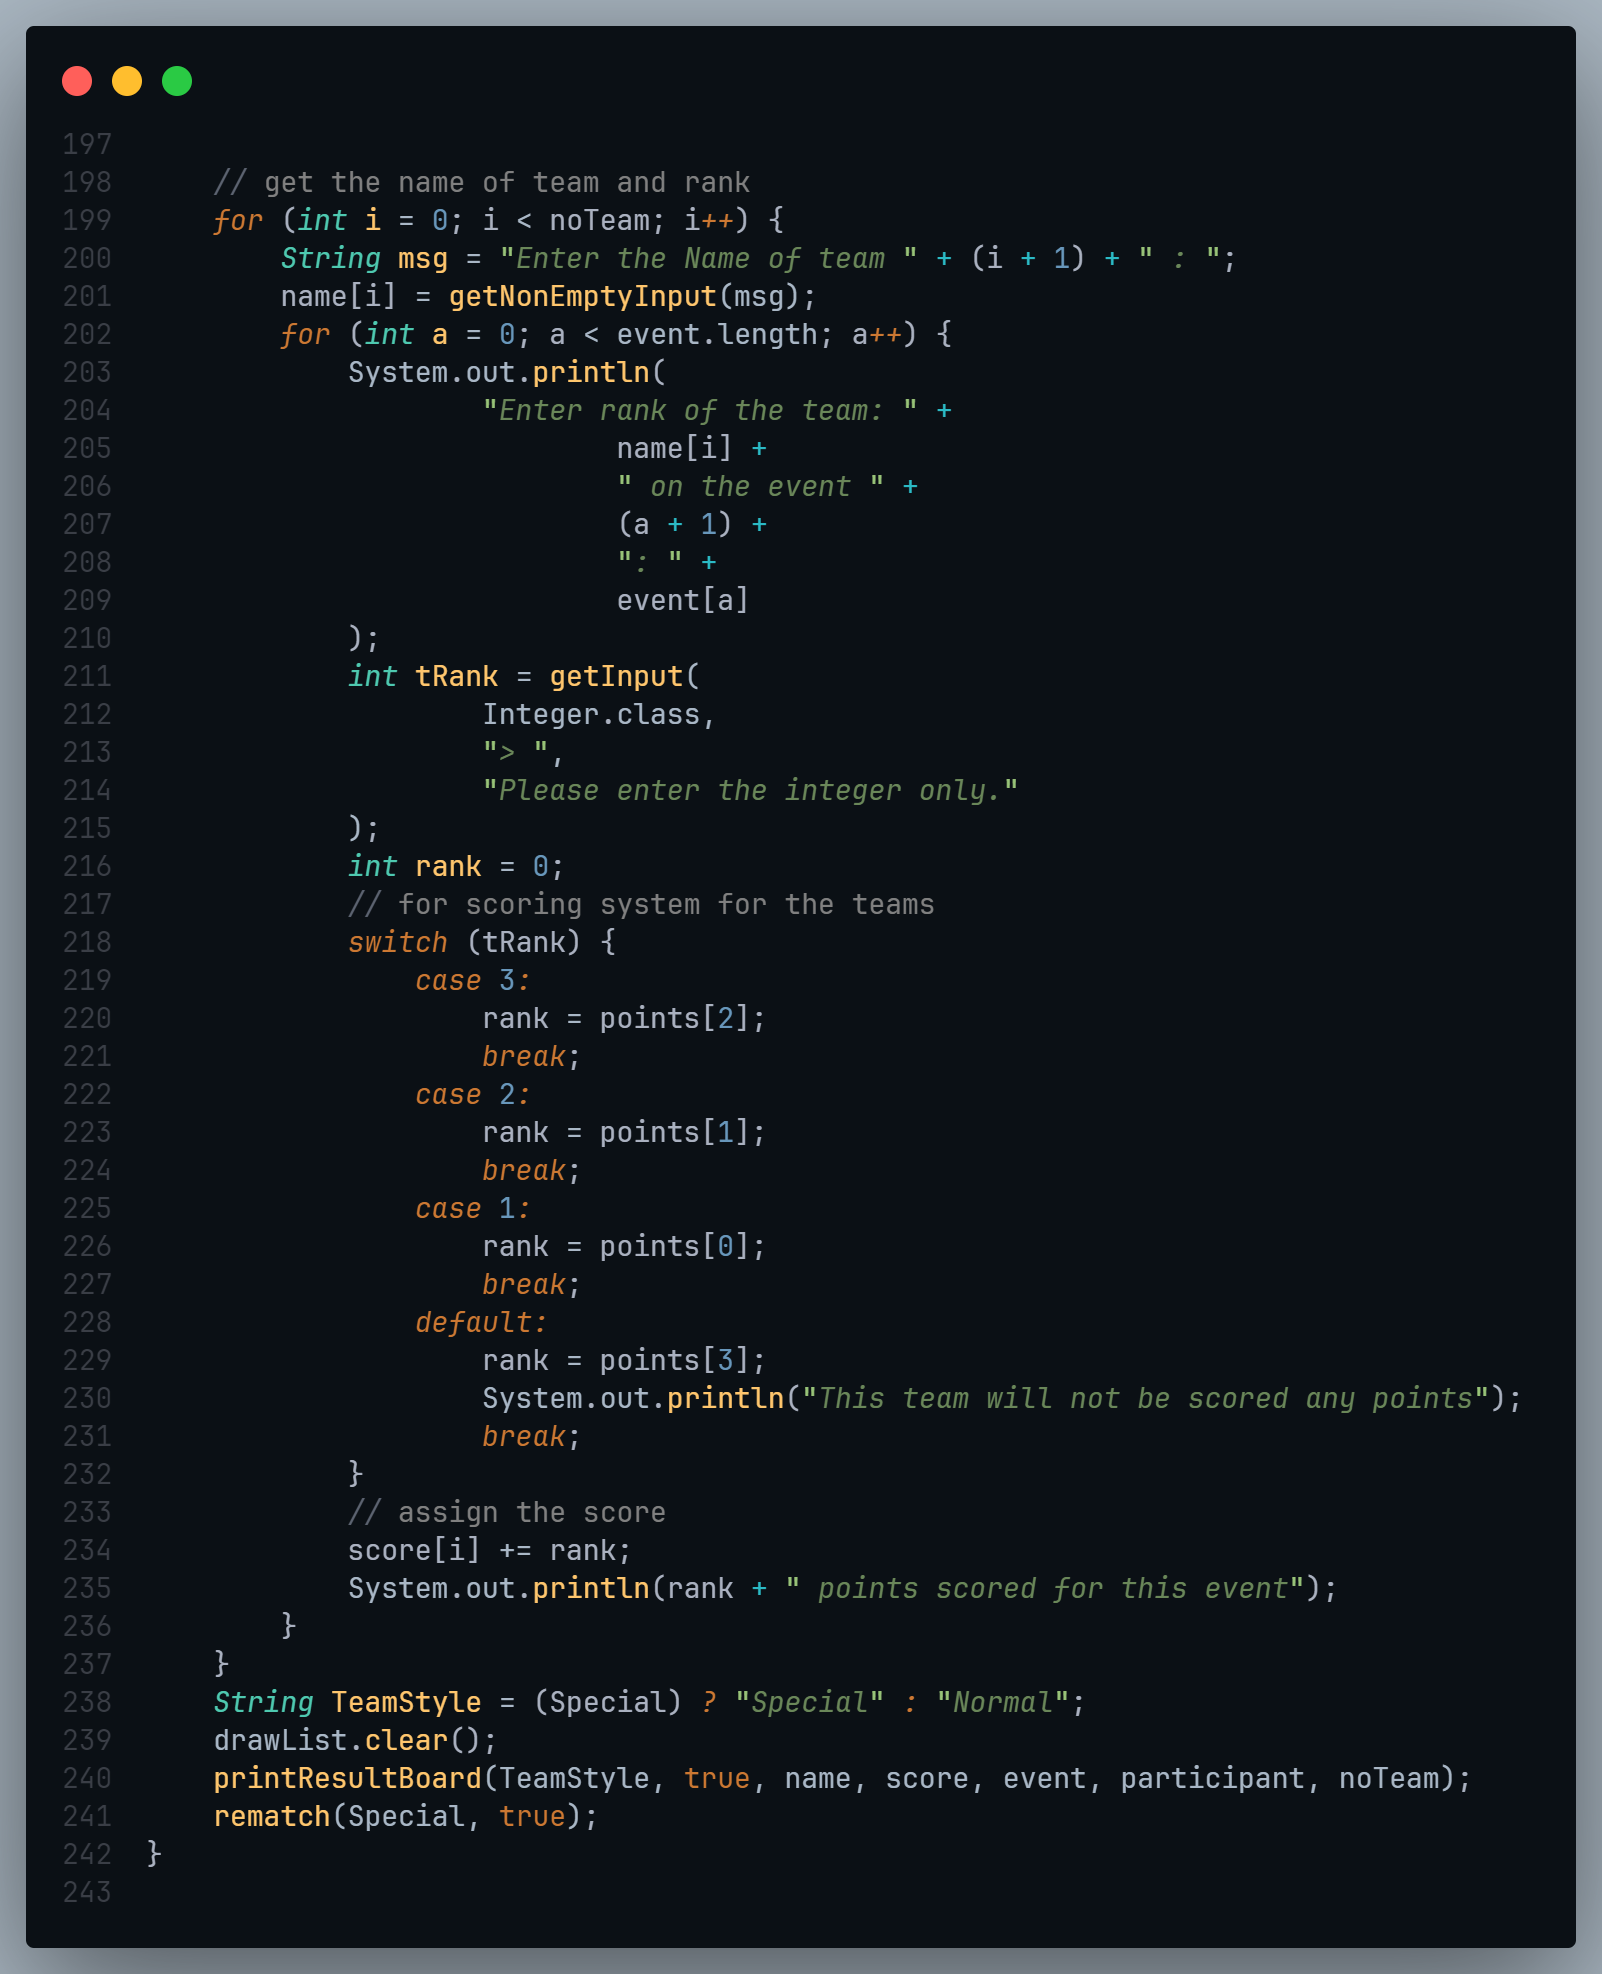 197
198     // get the name of team and rank
199     for (int i = 0; i < noTeam; i++) {
200         String msg = "Enter the Name of team " + (i + 1) + " : ";
201         name[i] = getNonEmptyInput(msg);
202         for (int a = 0; a < event.length; a++) {
203             System.out.println(
204                     "Enter rank of the team: " +
205                             name[i] +
206                             " on the event " +
207                             (a + 1) +
208                             ": " +
209                             event[a]
210             );
211             int tRank = getInput(
212                     Integer.class,
213                     "> ",
214                     "Please enter the integer only."
215             );
216             int rank = 0;
217             // for scoring system for the teams
218             switch (tRank) {
219                 case 3:
220                     rank = points[2];
221                     break;
222                 case 2:
223                     rank = points[1];
224                     break;
225                 case 1:
226                     rank = points[0];
227                     break;
228                 default:
229                     rank = points[3];
230                     System.out.println("This team will not be scored any points");
231                     break;
232             }
233             // assign the score
234             score[i] += rank;
235             System.out.println(rank + " points scored for this event");
236         }
237     }
238     String TeamStyle = (Special) ? "Special" : "Normal";
239     drawList.clear();
240     printResultBoard(TeamStyle, true, name, score, event, participant, noTeam);
241     rematch(Special, true);
242 }
243